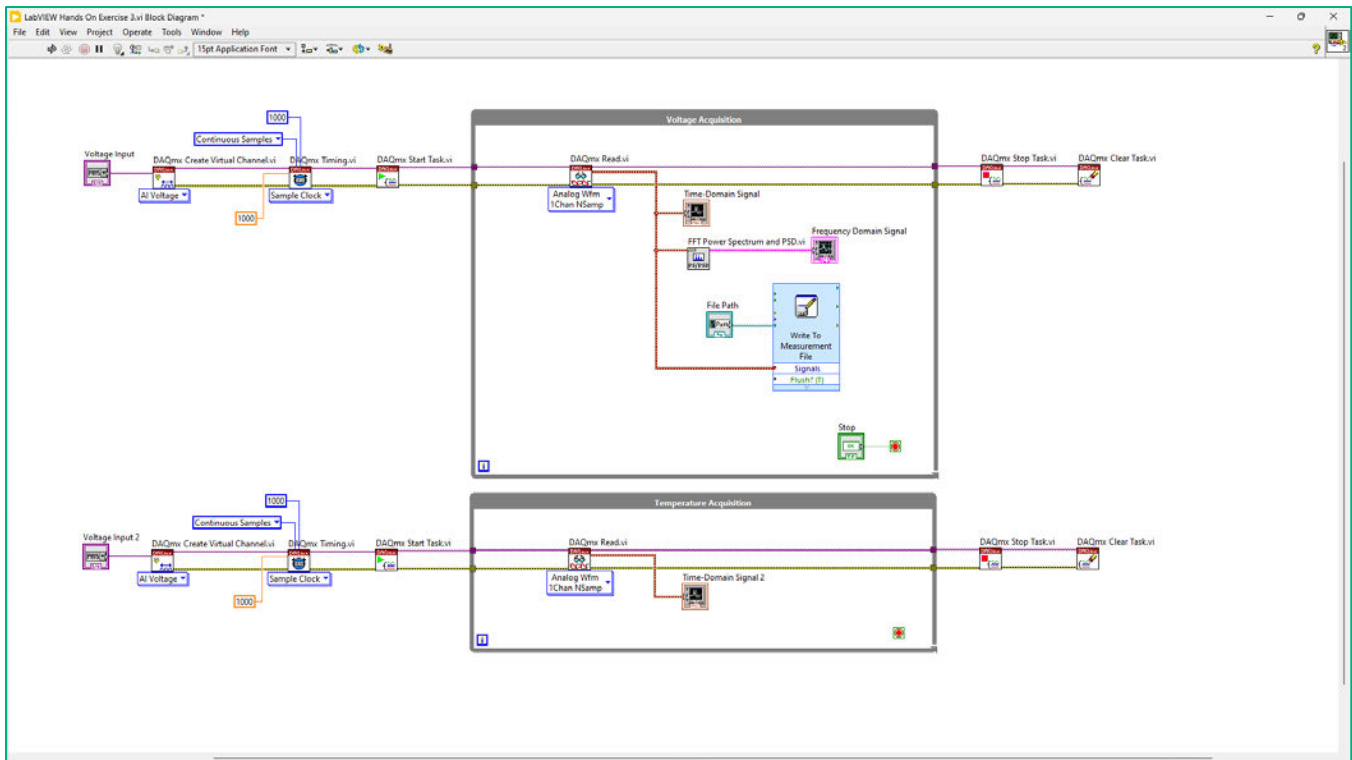 LabVIEW Hands On Exercise 3.vi Block Diagram *
File Edit View Project Operate Tools Window Help
15pt Application Font
2
Voltage Acquisition
1000
Continuous Samples
Voltage Input
DAQmx Create Virtual Channel.vi
DAQmx Timing.vi
DAQmx Start Task.vi
DAQmx Read.vi
DAQmx Stop Task.vi
DAQmx Clear Task.vi
AI Voltage
Sample Clock
Analog Wfm
1Chan NSamp
1000
Time-Domain Signal
Frequency Domain Signal
FFT Power Spectrum and PSD.vi
File Path
Path
Write To
Measurement
File
Signals
Flush? (T)
Stop
OK
TF
i
Temperature Acquisition
1000
Continuous Samples
Voltage Input 2
DAQmx Create Virtual Channel.vi
DAQmx Timing.vi
DAQmx Start Task.vi
DAQmx Read.vi
DAQmx Stop Task.vi
DAQmx Clear Task.vi
AI Voltage
Sample Clock
Analog Wfm
1Chan NSamp
1000
Time-Domain Signal 2
i